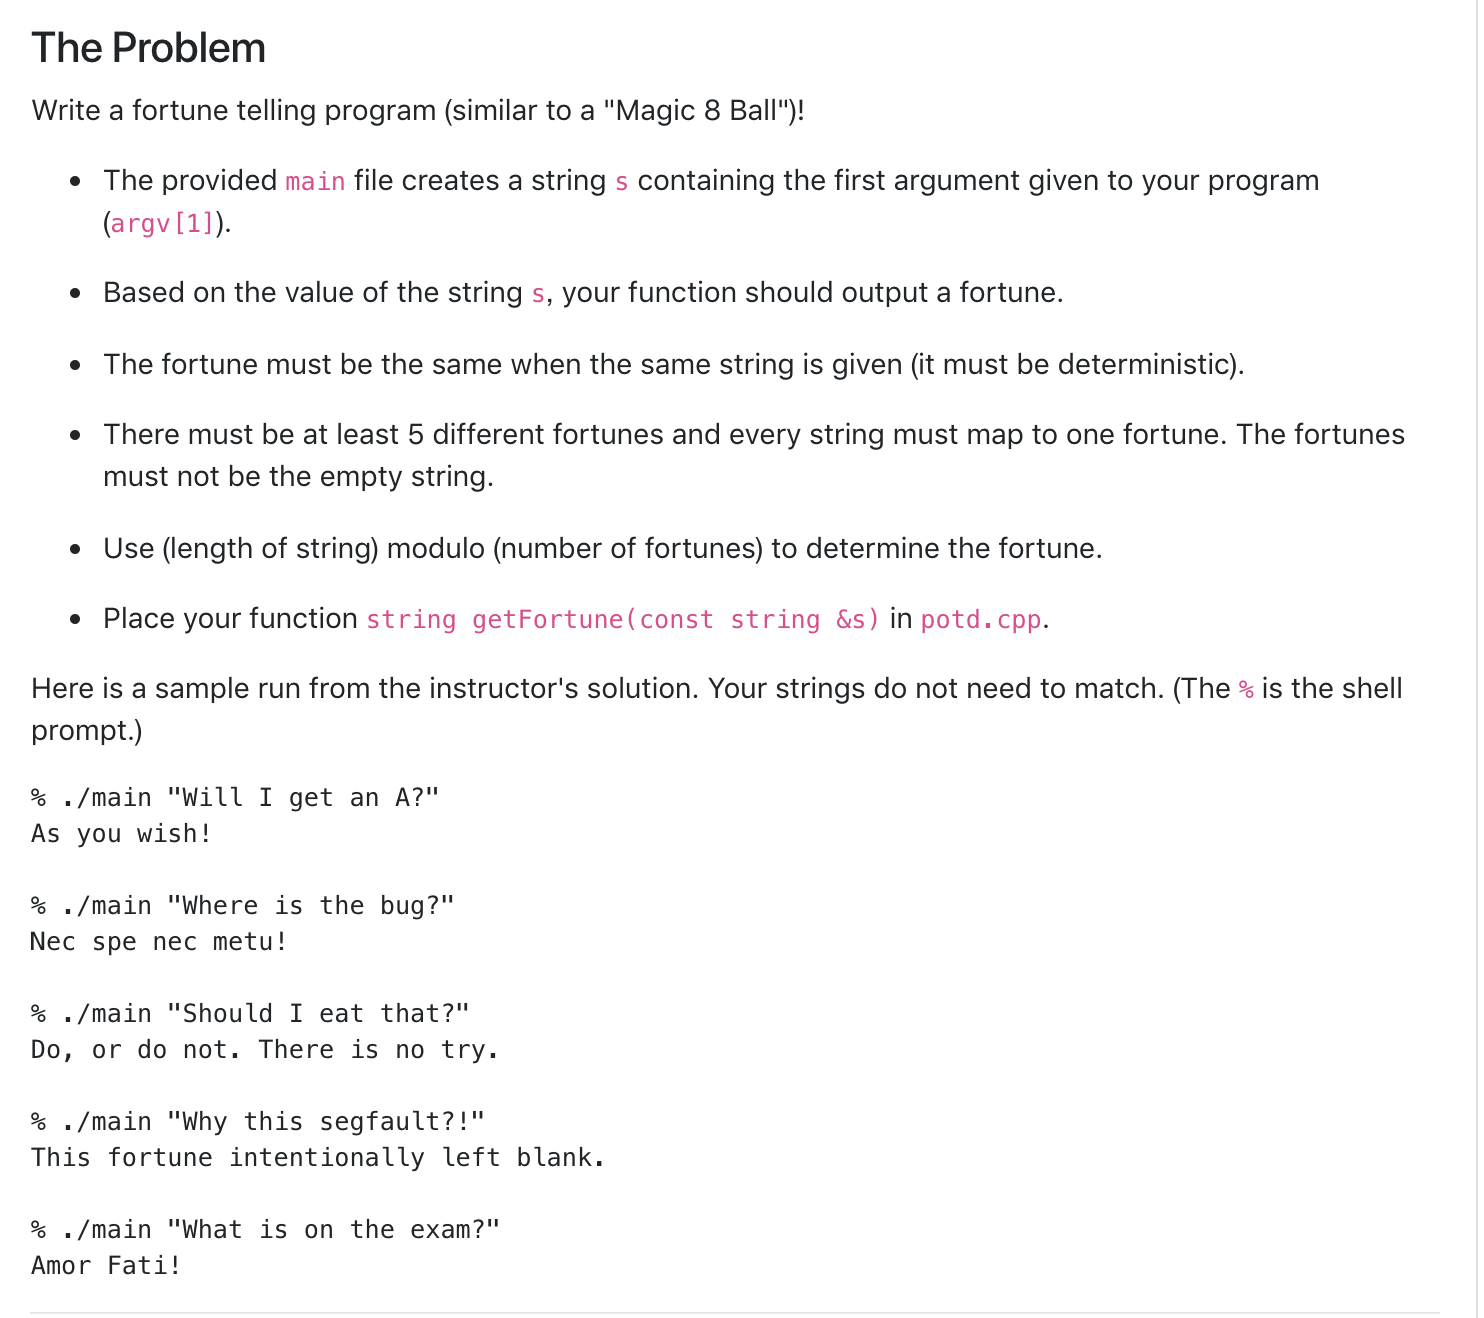 The Problem
Write a fortune telling program (similar to a "Magic 8 Ball")!
• The provided main file creates a string s containing the first argument given to your program
(argv[1]).
• Based on the value of the string s, your function should output a fortune.
• The fortune must be the same when the same string is given (it must be deterministic).
• There must be at least 5 different fortunes and every string must map to one fortune. The fortunes
must not be the empty string.
• Use (length of string) modulo (number of fortunes) to determine the fortune.
• Place your function string getFortune(const string &s) in potd.cpp.
Here is a sample run from the instructor's solution. Your strings do not need to match. (The % is the shell
prompt.)
% ./main "Will I get an A?"
As you wish!
% ./main "Where is the bug?"
Nec spe nec metu!
% ./main "Should I eat that?"
Do, or do not. There is no try.
% ./main "Why this segfault?!"
This fortune intentionally left blank.
% ./main "What is on the exam?"
Amor Fati!